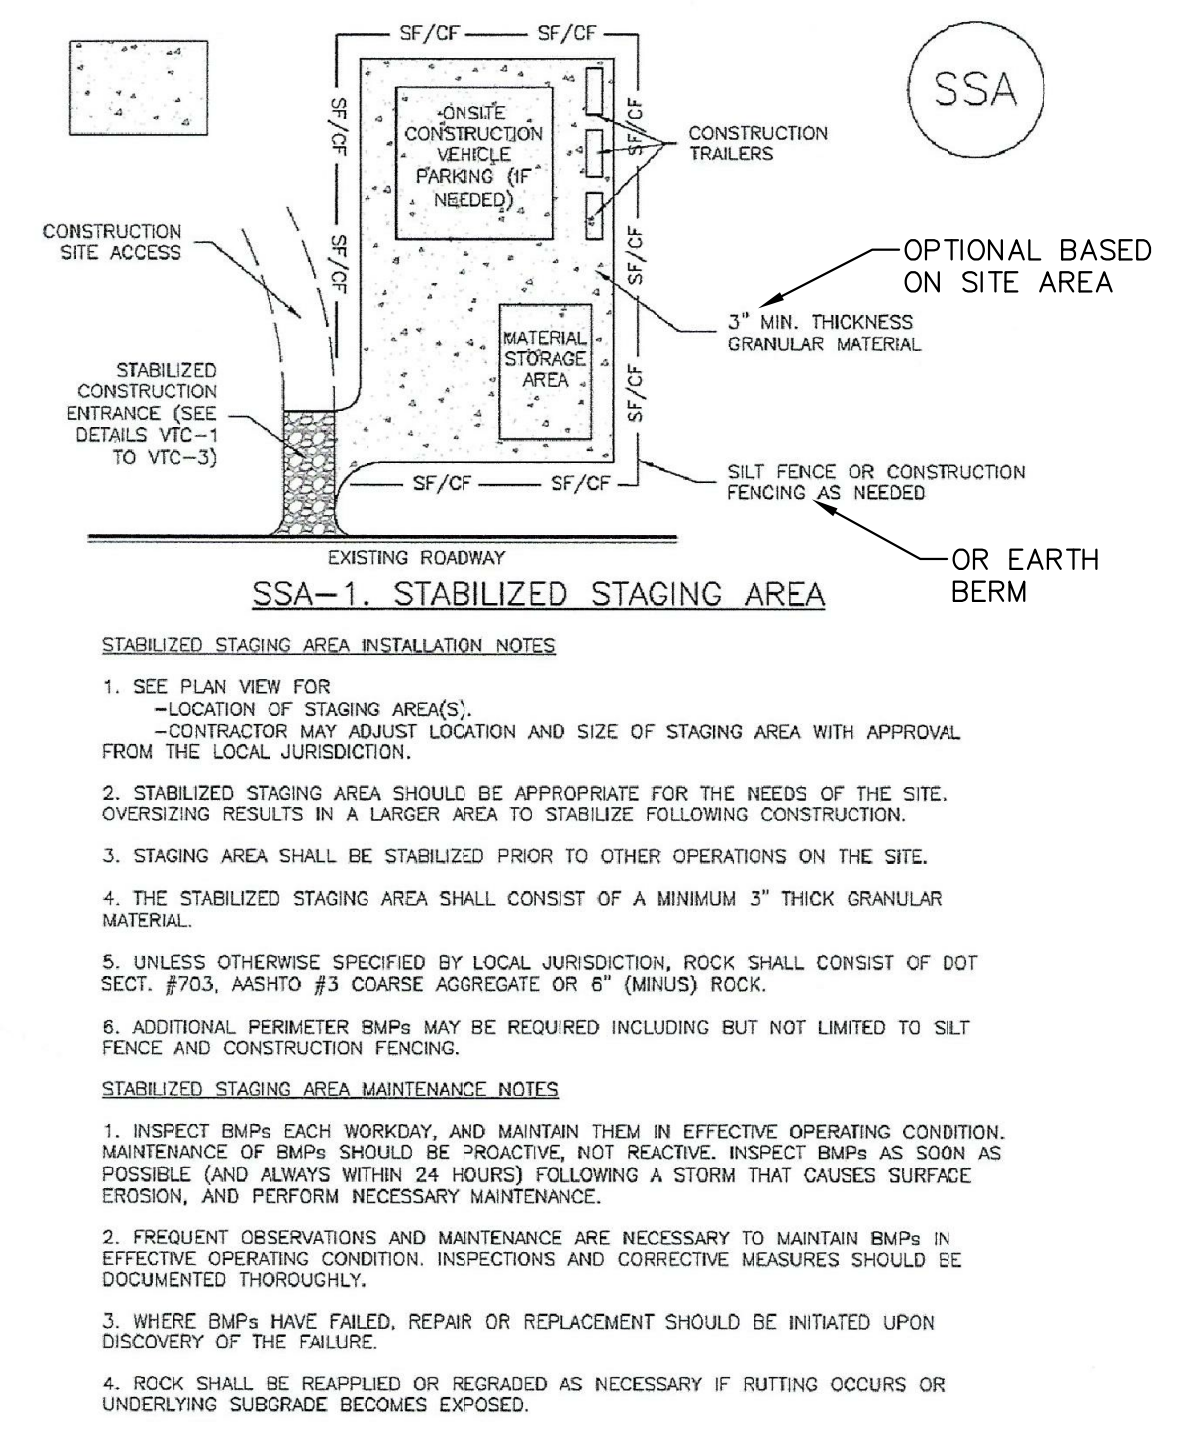 SF/CF SF/CF
SSA
SF/CF
SF/CF
ONSITE
CONSTRUCTION
VEHICLE
PARKING (IF
NEEDED)
CONSTRUCTION
TRAILERS
CONSTRUCTION
SITE ACCESS
SF/CF
SF/CF
OPTIONAL BASED
ON SITE AREA
3" MIN. THICKNESS
GRANULAR MATERIAL
MATERIAL
STORAGE
AREA
SF/CF
STABILIZED
CONSTRUCTION
ENTRANCE (SEE
DETAILS VTC-1
TO VTC-3)
SF/CF SF/CF
SILT FENCE OR CONSTRUCTION
FENCING AS NEEDED
OR EARTH
BERM
EXISTING ROADWAY
SSA-1. STABILIZED STAGING AREA
STABILIZED STAGING AREA INSTALLATION NOTES
1. SEE PLAN VIEW FOR
-LOCATION OF STAGING AREA(S).
-CONTRACTOR MAY ADJUST LOCATION AND SIZE OF STAGING AREA WITH APPROVAL
FROM THE LOCAL JURISDICTION.
2. STABILIZED STAGING AREA SHOULD BE APPROPRIATE FOR THE NEEDS OF THE SITE.
OVERSIZING RESULTS IN A LARGER AREA TO STABILIZE FOLLOWING CONSTRUCTION.
3. STAGING AREA SHALL BE STABILIZED PRIOR TO OTHER OPERATIONS ON THE SITE.
4. THE STABILIZED STAGING AREA SHALL CONSIST OF A MINIMUM 3" THICK GRANULAR
MATERIAL.
5. UNLESS OTHERWISE SPECIFIED BY LOCAL JURISDICTION, ROCK SHALL CONSIST OF DOT
SECT. #703, AASHTO #3 COARSE AGGREGATE OR 6" (MINUS) ROCK.
6. ADDITIONAL PERIMETER BMPs MAY BE REQUIRED INCLUDING BUT NOT LIMITED TO SILT
FENCE AND CONSTRUCTION FENCING.
STABILIZED STAGING AREA MAINTENANCE NOTES
1. INSPECT BMPs EACH WORKDAY, AND MAINTAIN THEM IN EFFECTIVE OPERATING CONDITION.
MAINTENANCE OF BMPs SHOULD BE PROACTIVE, NOT REACTIVE. INSPECT BMPs AS SOON AS
POSSIBLE (AND ALWAYS WITHIN 24 HOURS) FOLLOWING A STORM THAT CAUSES SURFACE
EROSION, AND PERFORM NECESSARY MAINTENANCE.
2. FREQUENT OBSERVATIONS AND MAINTENANCE ARE NECESSARY TO MAINTAIN BMPs IN
EFFECTIVE OPERATING CONDITION. INSPECTIONS AND CORRECTIVE MEASURES SHOULD BE
DOCUMENTED THOROUGHLY.
3. WHERE BMPs HAVE FAILED, REPAIR OR REPLACEMENT SHOULD BE INITIATED UPON
DISCOVERY OF THE FAILURE.
4. ROCK SHALL BE REAPPLIED OR REGRADED AS NECESSARY IF RUTTING OCCURS OR
UNDERLYING SUBGRADE BECOMES EXPOSED.